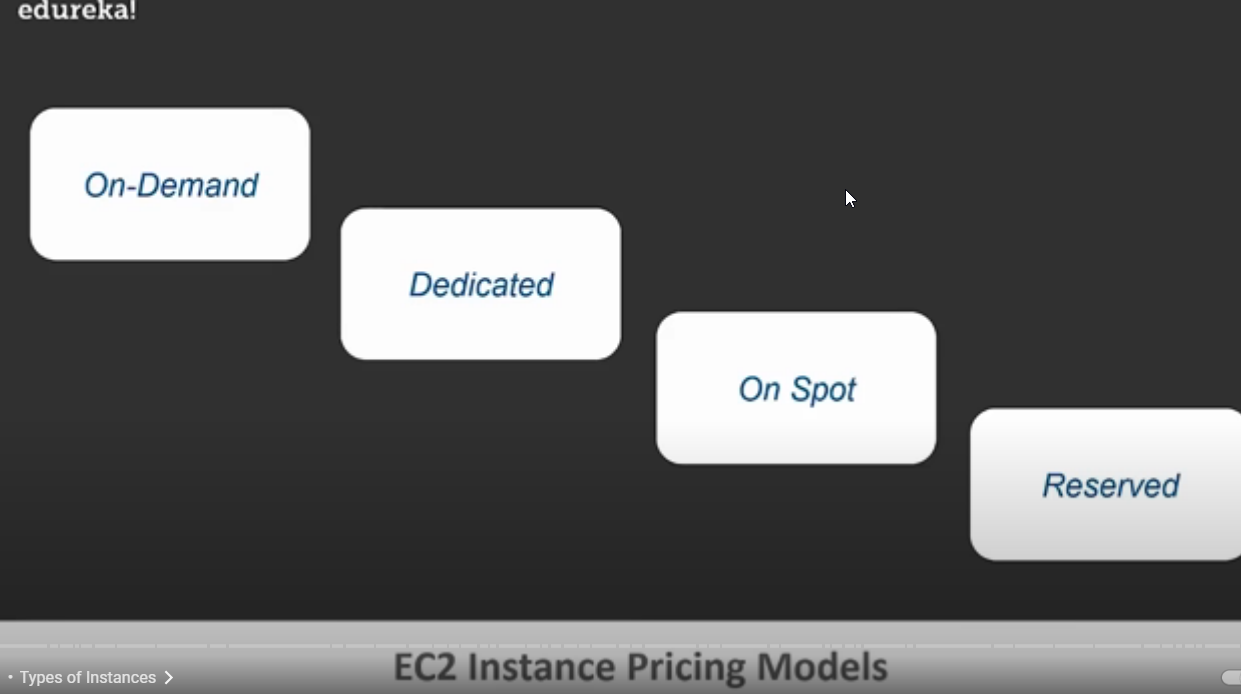 edureka!
On-Demand
Dedicated
On Spot
Reserved
EC2 Instance Pricing Models
• Types of Instances >